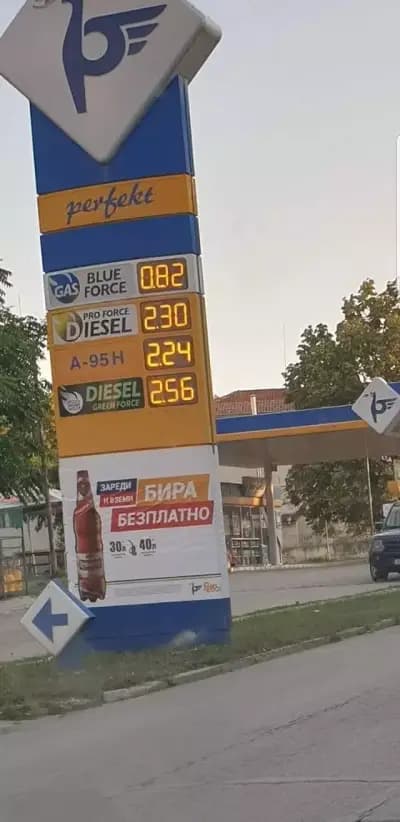 perfekt
GAS BLUE FORCE 0.82
PRO FORCE DIESEL 2.30
A-95H 2.24
DIESEL GREEN FORCE 2.56
ЗАРЕДИ И ВЗЕМИ
БИРА
БЕЗПЛАТНО
30л 40л